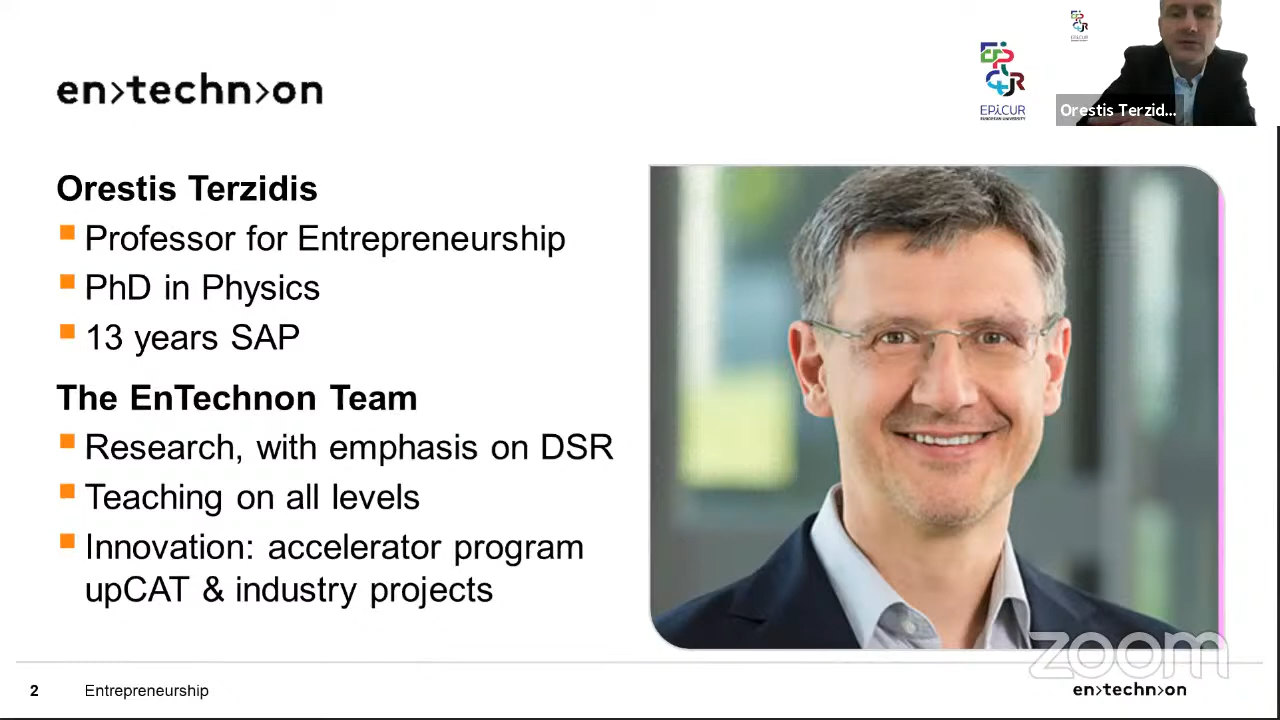 en>techn>on
EPICUR
EUROPEAN UNIVERSITY
Orestis Terzid...
Orestis Terzidis
Professor for Entrepreneurship
PhD in Physics
13 years SAP
The EnTechnon Team
Research, with emphasis on DSR
Teaching on all levels
Innovation: accelerator program
upCAT & industry projects
zoom
2 Entrepreneurship
en>techn>on